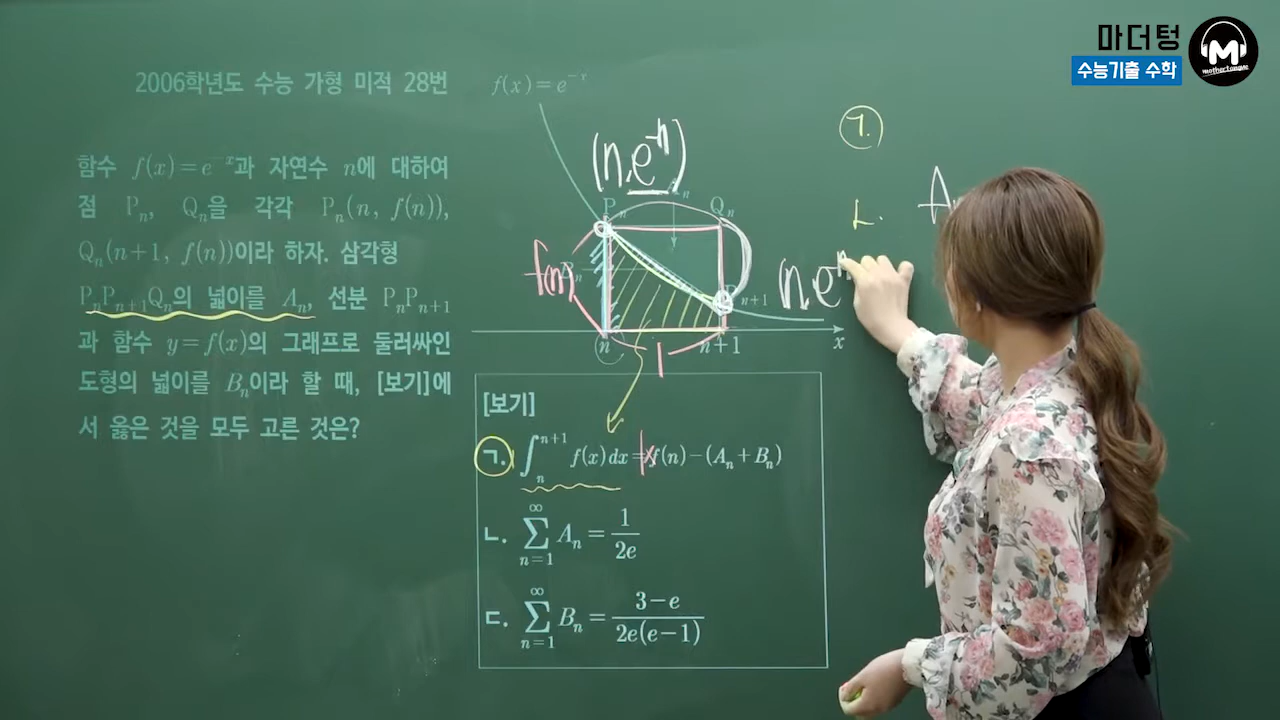 마더텅
수능기출 수학
M
mothertongue
2006학년도 수능 가형 미적 28번
함수 f(x)=e^{-x}과 자연수 n에 대하여
점 P_n, Q_n을 각각 P_n(n, f(n)),
Q_n(n+1, f(n))이라 하자. 삼각형
P_nP_{n+1}Q_n의 넓이를 A_n, 선분 P_nP_{n+1}
과 함수 y=f(x)의 그래프로 둘러싸인
도형의 넓이를 B_n이라 할 때, [보기]에
서 옳은 것을 모두 고른 것은?
f(x)=e^{-x}
(n, e^{-n})
P_n
Q_n
f(n)
n+1
(n, e^n
n
1
n+1
x
[보기]
ㄱ. ∫_n^{n+1} f(x)dx=1×f(n)-(A_n+B_n)
ㄴ. ∑_{n=1}^∞ A_n=1/2e
ㄷ. ∑_{n=1}^∞ B_n=3-e/2e(e-1)
ㄱ.
ㄴ.
A_n